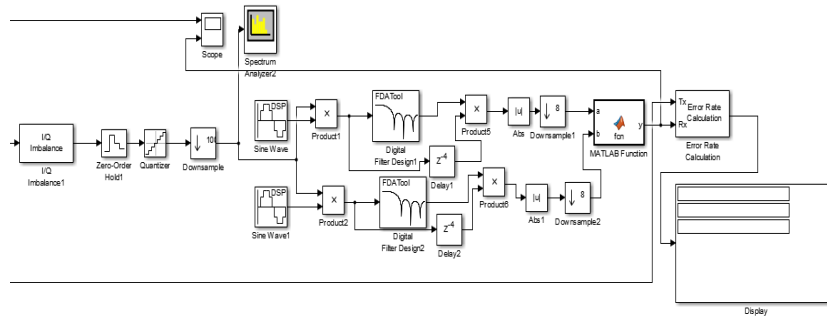 Scope
Spectrum
Analyzer2
I/Q
Imbalance
I/Q
Imbalance1
Zero-Order
Hold1
Quantizer
100
Downsample
DSP
Sine Wave
×
Product1
FDATool
Digital
Filter Design1
Z-4
Delay1
×
Product5
|u|
Abs
8
Downsample1
a
b
fcn
y
MATLAB Function
Tx
Rx
Error Rate
Calculation
Error Rate
Calculation
DSP
Sine Wave1
×
Product2
FDATool
Digital
Filter Design2
Z-4
Delay2
×
Product6
|u|
Abs1
8
Downsample2
Display